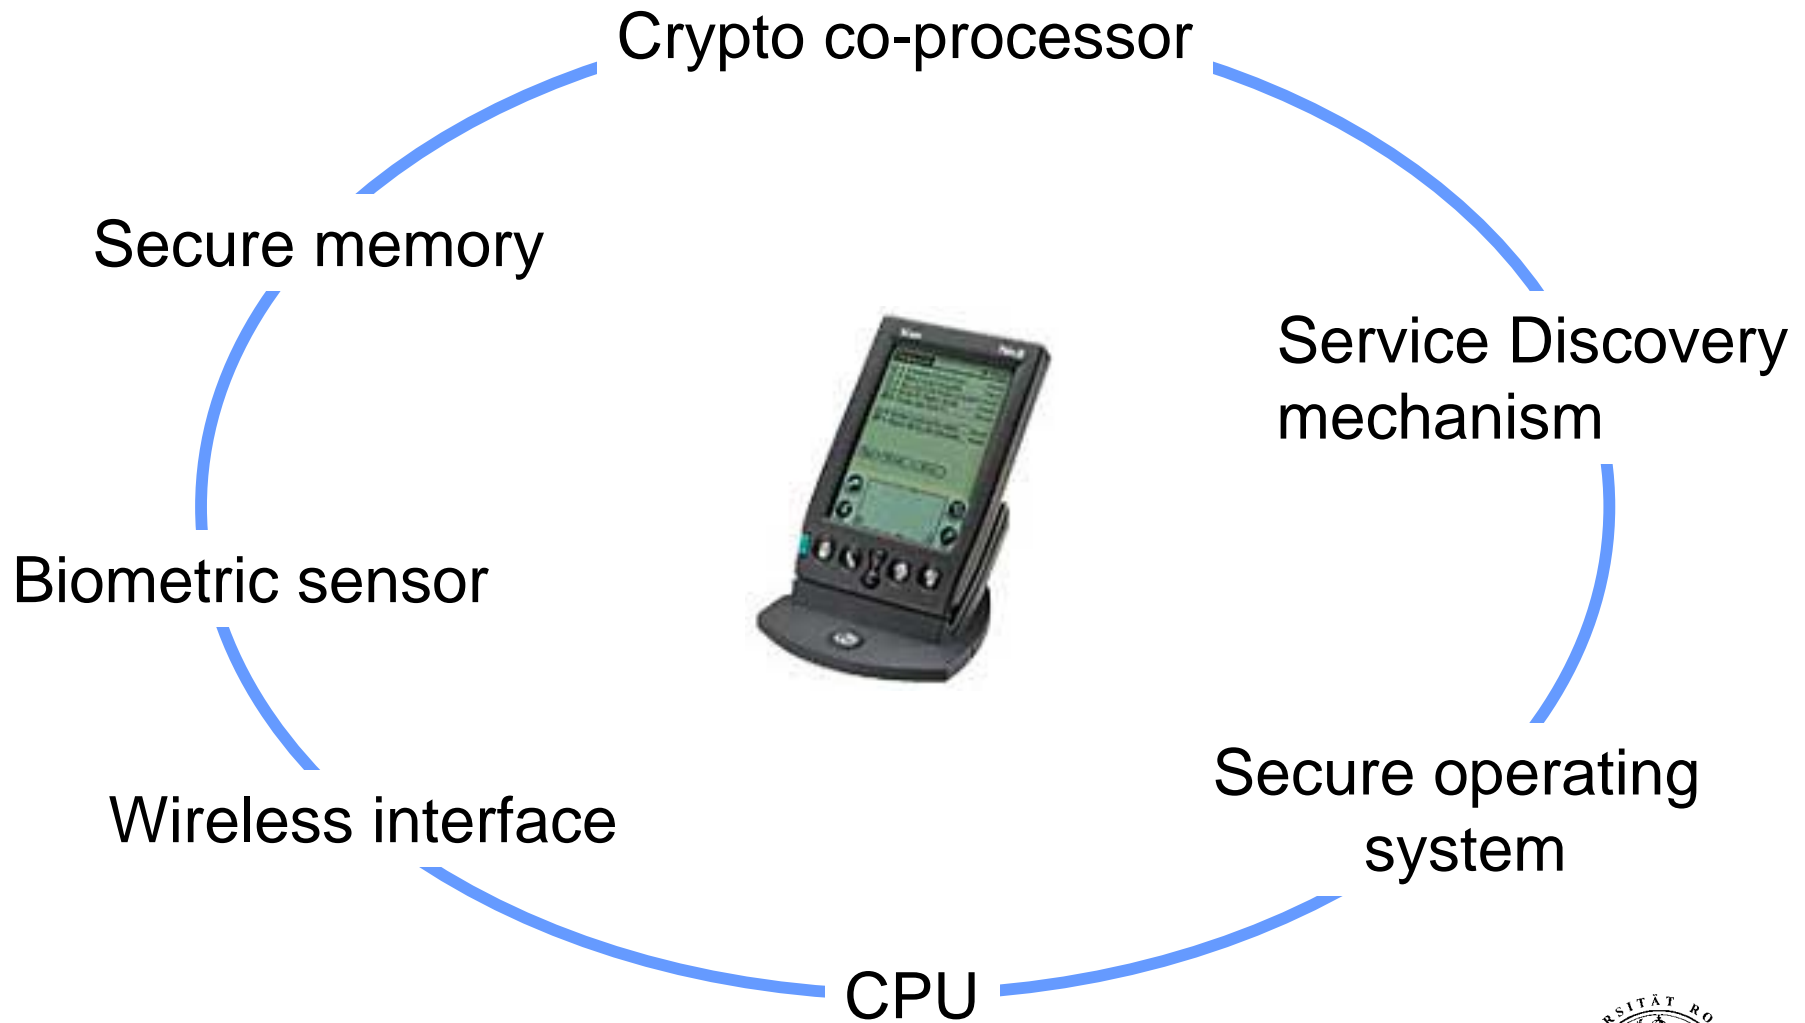 Crypto co-processor
Secure memory
Service Discovery
mechanism
Biometric sensor
Secure operating
system
Wireless interface
CPU